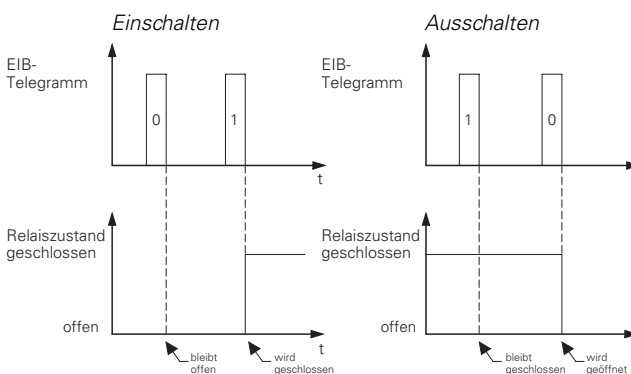 Einschalten
EIB-
Telegramm
0
1
t
Relaiszustand
geschlossen
offen
bleibt
offen
wird
geschlossen
t
Ausschalten
EIB-
Telegramm
1
0
Relaiszustand
geschlossen
offen
bleibt
geschlossen
wird
geöffnet